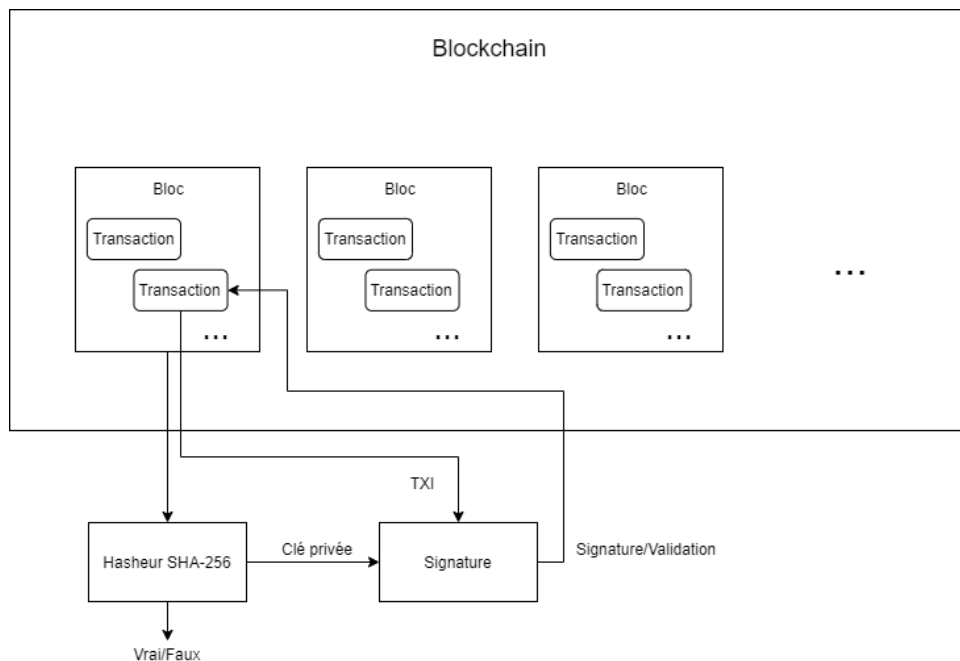 Blockchain
Bloc
Bloc
Bloc
Transaction
Transaction
Transaction
Transaction
Transaction
Transaction
...
...
...
...
TXI
Hasheur SHA-256
Clé privée
Signature
Signature/Validation
Vrai/Faux